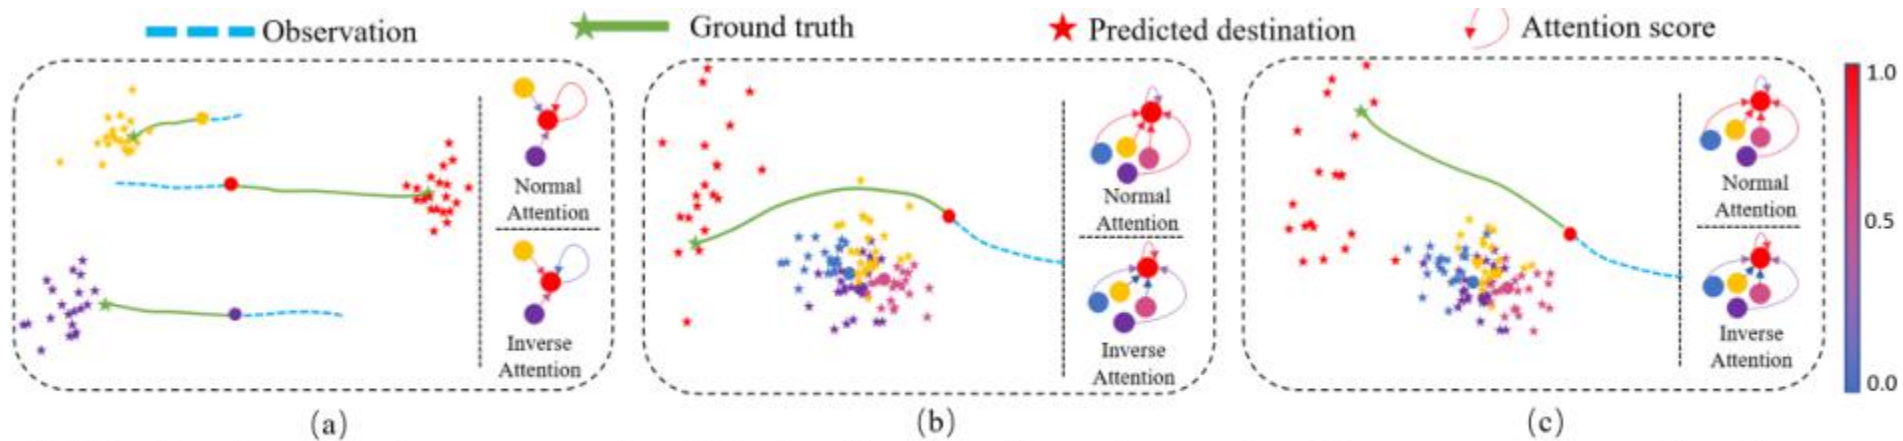 Observation Ground truth Predicted destination Attention score
Normal
Attention
Inverse
Attention
(a)
Normal
Attention
Inverse
Attention
(b)
Normal
Attention
Inverse
Attention
(c)
1.0
0.5
0.0